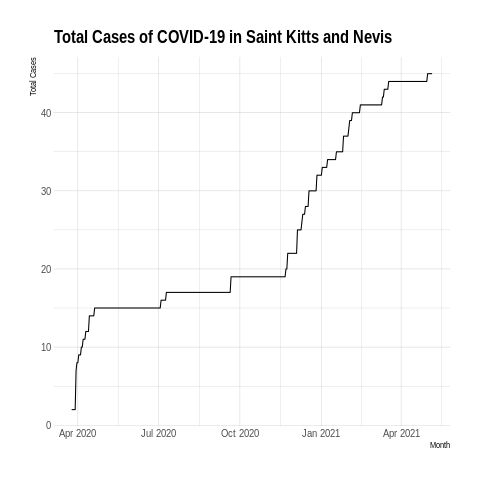 Total Cases of COVID-19 in Saint Kitts and Nevis
Total Cases
40
30
20
10
0
Apr 2020 Jul 2020 Oct 2020 Jan 2021 Apr 2021
Month